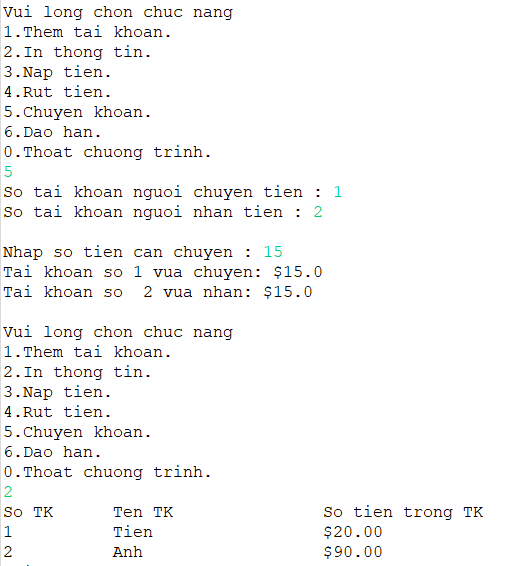 Vui long chon chuc nang
1.Them tai khoan.
2.In thong tin.
3.Nap tien.
4.Rut tien.
5.Chuyen khoan.
6.Dao han.
0.Thoat chuong trinh.
5
So tai khoan nguoi chuyen tien : 1
So tai khoan nguoi nhan tien : 2

Nhap so tien can chuyen : 15
Tai khoan so 1 vua chuyen: $15.0
Tai khoan so  2 vua nhan: $15.0

Vui long chon chuc nang
1.Them tai khoan.
2.In thong tin.
3.Nap tien.
4.Rut tien.
5.Chuyen khoan.
6.Dao han.
0.Thoat chuong trinh.
2
So TK      Ten TK               So tien trong TK
1          Tien                 $20.00
2          Anh                  $90.00